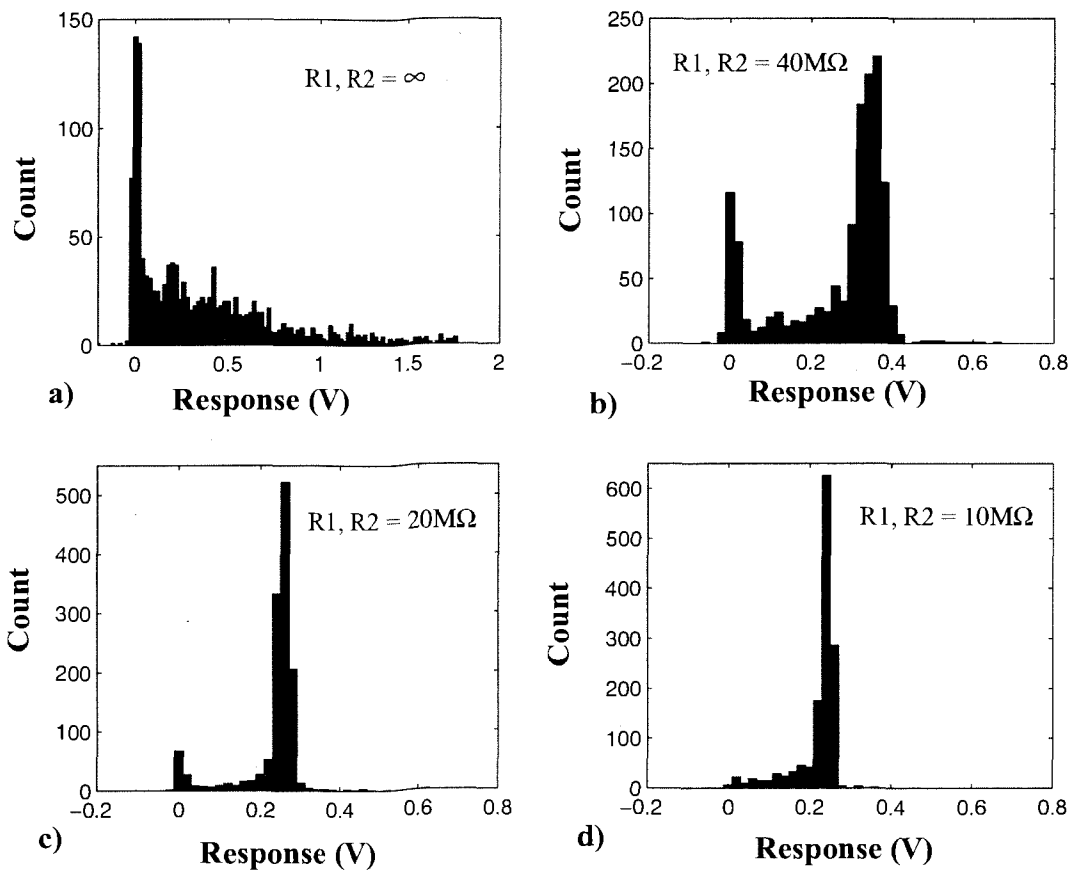 150
100
50
0
Count
R1, R2 = ∞
0 0.5 1 1.5 2
a) Response (V)
250
200
150
100
50
0
Count
R1, R2 = 40MΩ
−0.2 0 0.2 0.4 0.6 0.8
b) Response (V)
500
400
300
200
100
0
Count
R1, R2 = 20MΩ
−0.2 0 0.2 0.4 0.6 0.8
c) Response (V)
600
500
400
300
200
100
0
Count
R1, R2 = 10MΩ
−0.2 0 0.2 0.4 0.6 0.8
d) Response (V)